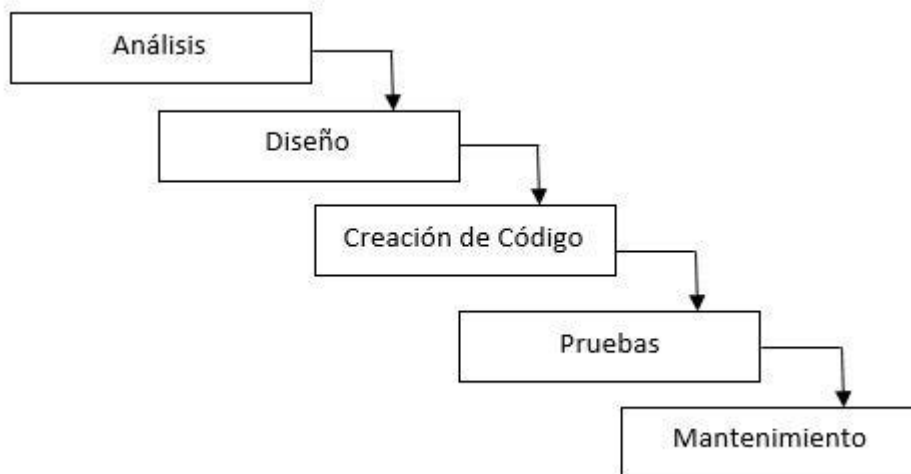 Análisis
Diseño
Creación de Código
Pruebas
Mantenimiento